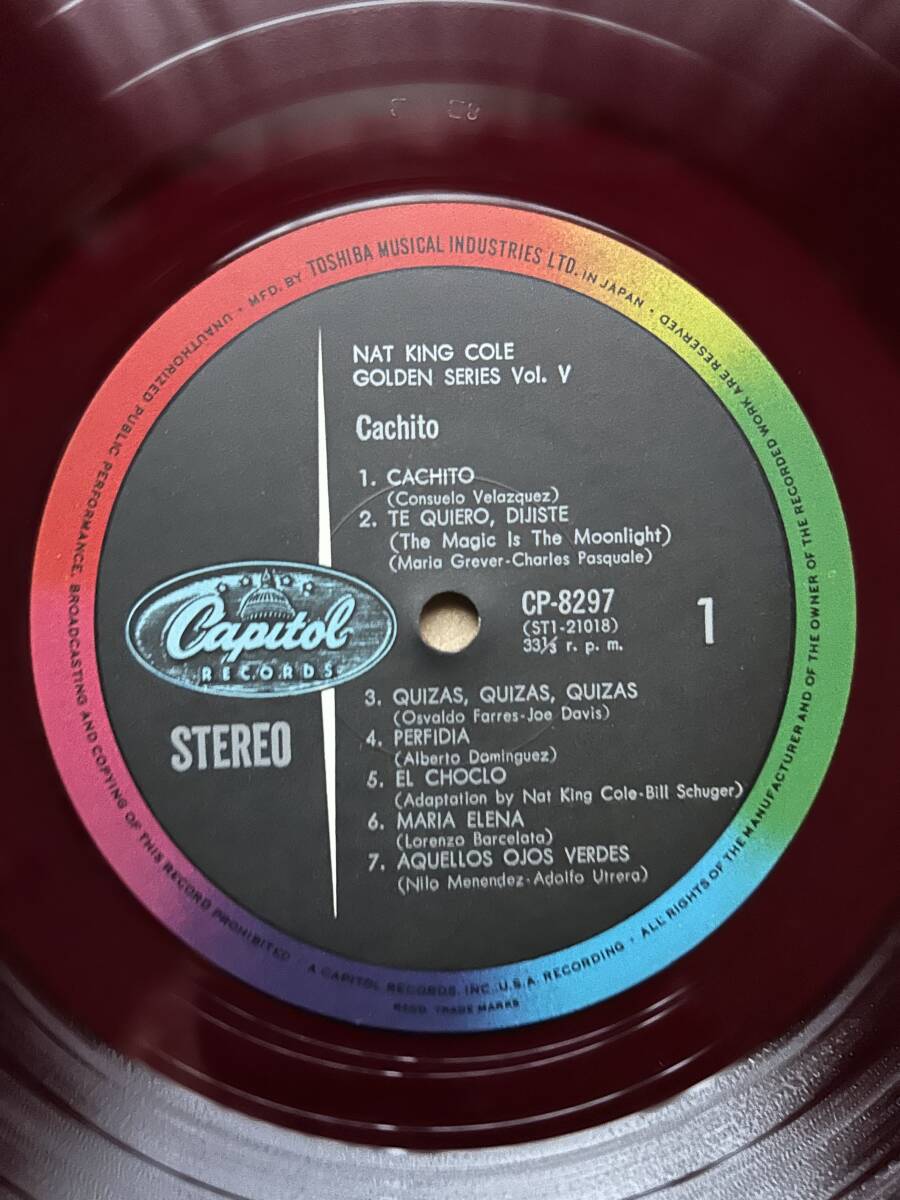 MFD. BY TOSHIBA MUSICAL INDUSTRIES LTD. IN JAPAN · ALL RIGHTS OF THE MANUFACTURER AND OF THE OWNER OF THE RECORDED WORK ARE RESERVED · UNAUTHORIZED PUBLIC PERFORMANCE, BROADCASTING AND COPYING OF THIS RECORD PROHIBITED ·
NAT KING COLE
GOLDEN SERIES Vol. V
Cachito
1. CACHITO
(Consuelo Velazquez)
2. TE QUIERO, DIJISTE
(The Magic Is The Moonlight)
(Maria Grever-Charles Pasquale)
CP-8297
(ST1-21018)
33⅓ r. p. m.
1
Capitol
RECORDS
STEREO
3. QUIZAS, QUIZAS, QUIZAS
(Osvaldo Farres-Joe Davis)
4. PERFIDIA
(Alberto Dominguez)
5. EL CHOCLO
(Adaptation by Nat King Cole-Bill Schuger)
6. MARIA ELENA
(Lorenzo Barcelata)
7. AQUELLOS OJOS VERDES
(Nilo Menendez-Adolfo Utrera)
A CAPITOL RECORDS, INC., U.S.A. RECORDING ·
REGD. TRADE MARKS